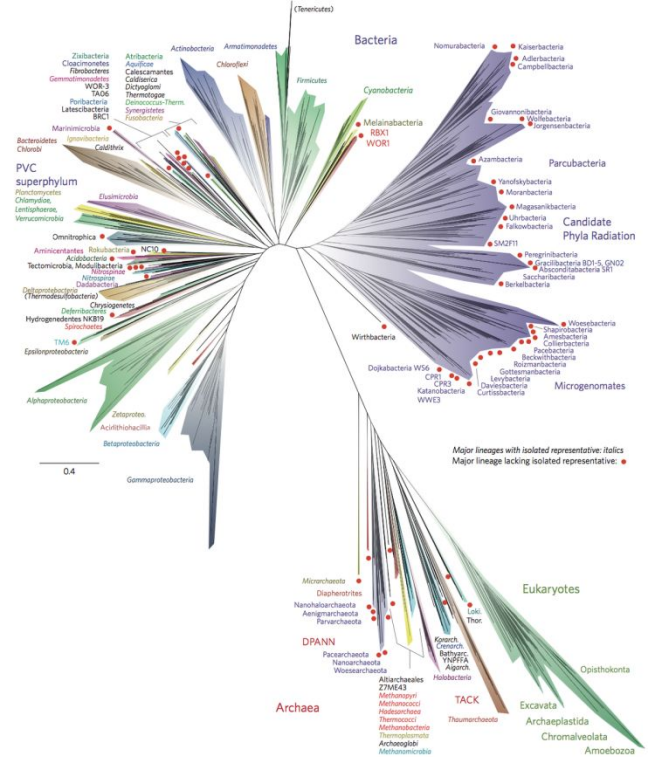 (Tenericutes)
Bacteria
Zixibacteria
Cloacimonetes
Fibrobacteres
Gemmatimonadetes
WOR-3
TA06
Poribacteria
Latescibacteria
BRC1
Atribacteria
Aquificae
Calescamantes
Caldiserica
Dictyoglomi
Thermotogae
Deinococcus-Therm.
Synergistetes
Fusobacteria
Actinobacteria
Armatimonadetes
Chloroflexi
Firmicutes
Cyanobacteria
Melainabacteria
RBX1
WOR1
Nomurabacteria
Kaiserbacteria
Adlerbacteria
Campbellbacteria
Giovannonibacteria
Wolfebacteria
Jorgensenbacteria
Azambacteria
Parcubacteria
Yanofskybacteria
Moranbacteria
Magasanikbacteria
Uhrbacteria
Falkowbacteria
Candidate
Phyla Radiation
SM2F11
Peregrinibacteria
Gracilibacteria BD1-5, GN02
Absconditabacteria SR1
Saccharibacteria
Berkelbacteria
Marinimicrobia
Bacteroidetes
Chlorobi
Ignavibacteria
Caldithrix
PVC
superphylum
Planctomycetes
Chlamydiae,
Lentisphaerae,
Verrucomicrobia
Elusimicrobia
Omnitrophica
Aminicentantes
Rokubacteria
NC10
Acidobacteria
Tectomicrobia, Modulibacteria
Nitrospinae
Nitrospirae
Dadabacteria
Deltaproteobacteria
(Thermodesulfobacteria)
Chrysiogenetes
Deferribacteres
Hydrogenedentes NKB19
Spirochaetes
TM6
Epsilonproteobacteria
Alphaproteobacteria
Zetaproteo.
Acidithiobacillia
Betaproteobacteria
Gammaproteobacteria
0.4
Wirthbacteria
Woesebacteria
Shapirobacteria
Amesbacteria
Collierbacteria
Pacebacteria
Beckwithbacteria
Roizmanbacteria
Gottesmanbacteria
Levybacteria
Daviesbacteria
Curtissbacteria
Microgenomates
Dojkabacteria WS6
CPR1
CPR3
Katanobacteria
WWE3
Major lineages with isolated representative: italics
Major lineage lacking isolated representative:
Micrarchaeota
Diapherotrites
Nanohaloarchaeota
Aenigmarchaeota
Parvarchaeota
DPANN
Pacearchaeota
Nanoarchaeota
Woesearchaeota
Archaea
Altiarchaeales
Z7ME43
Methanopyri
Methanococci
Hadesarchaea
Thermococci
Methanobacteria
Thermoplasmata
Archaeoglobi
Methanomicrobia
Halobacteria
Korarch.
Crenarch.
Bathyarc.
YNPFFA
Aigarch.
TACK
Thaumarchaeota
Loki.
Thor.
Eukaryotes
Opisthokonta
Excavata
Archaeplastida
Chromalveolata
Amoebozoa